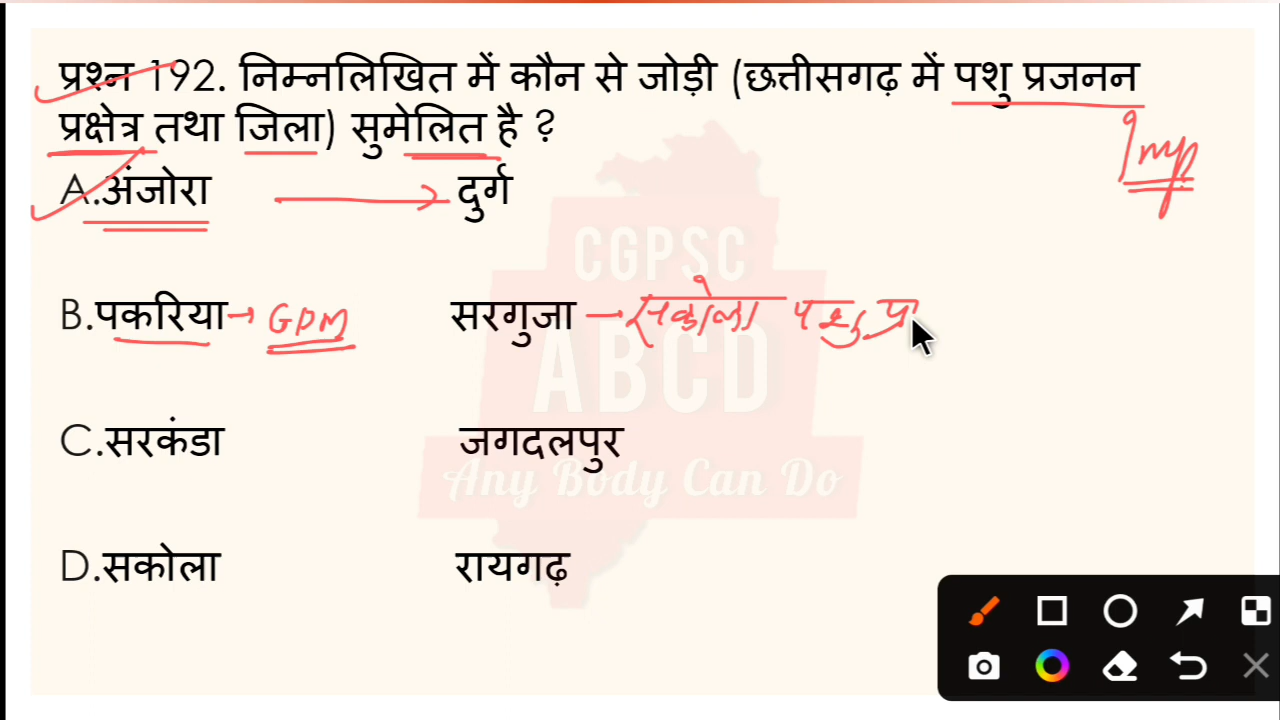 प्रश्न 192. निम्नलिखित में कौन से जोड़ी (छत्तीसगढ़ में पशु प्रजनन
प्रक्षेत्र तथा जिला) सुमेलित है ?
Imp
A.अंजोरा → दुर्ग
B.पकरिया → GPM सरगुजा → सकोला पशु प्र
C.सरकंडा जगदलपुर
D.सकोला रायगढ़
CGPSC
ABCD
Any Body Can Do